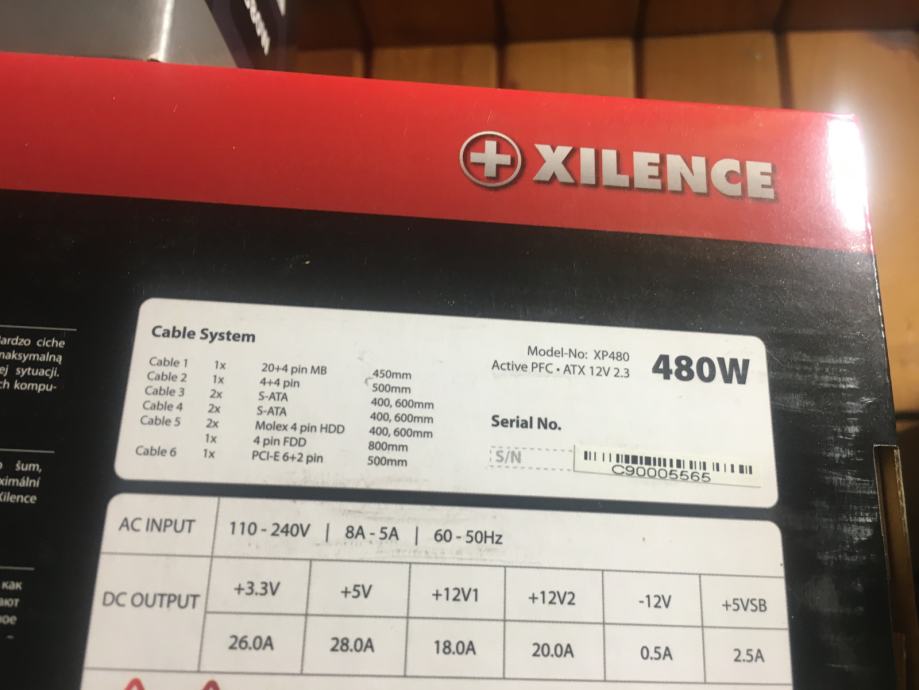 XILENCE
ardzo ciche
naksymalną
ej sytuacji.
ch kompu-
šum,
ximální
Xilence
как
ают
ное
–
Cable System
Cable 1 1x 20+4 pin MB 450mm
Cable 2 1x 4+4 pin 500mm
Cable 3 2x S-ATA 400, 600mm
Cable 4 2x S-ATA 400, 600mm
Cable 5 2x Molex 4 pin HDD 400, 600mm
1x 4 pin FDD 800mm
Cable 6 1x PCI-E 6+2 pin 500mm
Model-No: XP480
Active PFC • ATX 12V 2.3
480W
Serial No.
S/N
C90005565
AC INPUT 110 - 240V | 8A - 5A | 60 - 50Hz
DC OUTPUT +3.3V +5V +12V1 +12V2 -12V +5VSB
26.0A 28.0A 18.0A 20.0A 0.5A 2.5A